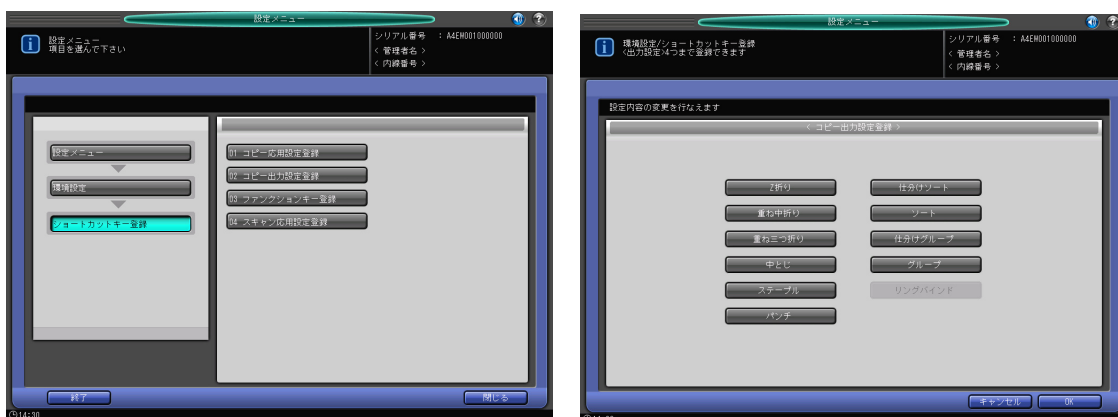 設定メニュー
設定メニュー
項目を選んで下さい
シリアル番号 : A4EM001000000
< 管理者名 >
< 内線番号 >
設定メニュー
環境設定
ショートカットキー登録
01 コピー応用設定登録
02 コピー出力設定登録
03 ファンクションキー登録
04 スキャン応用設定登録
終了
閉じる
14:30
設定メニュー
環境設定/ショートカットキー登録
<出力設定>4つまで登録できます
シリアル番号 : A4EM001000000
< 管理者名 >
< 内線番号 >
設定内容の変更を行なえます
< コピー出力設定登録 >
Z折り
仕分けソート
重ね中折り
ソート
重ね三つ折り
仕分けグループ
中とじ
グループ
ステープル
リングバインド
パンチ
キャンセル
OK